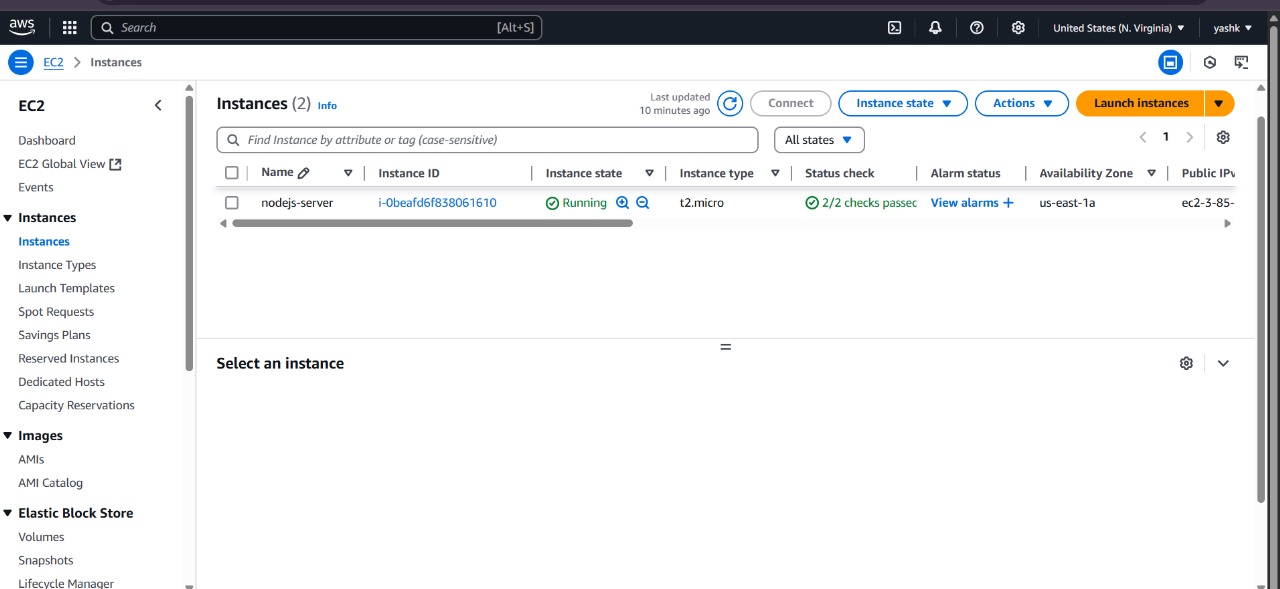 aws
Search [Alt+S]
United States (N. Virginia)
yashk
EC2 Instances
EC2
Dashboard
EC2 Global View
Events
Instances
Instances
Instance Types
Launch Templates
Spot Requests
Savings Plans
Reserved Instances
Dedicated Hosts
Capacity Reservations
Images
AMIs
AMI Catalog
Elastic Block Store
Volumes
Snapshots
Lifecycle Manager
Instances (2) Info
Last updated
10 minutes ago
Connect
Instance state
Actions
Launch instances
Find Instance by attribute or tag (case-sensitive)
All states
1
Name Instance ID Instance state Instance type Status check Alarm status Availability Zone Public IPv
nodejs-server i-0beafd6f838061610 Running t2.micro 2/2 checks passec View alarms + us-east-1a ec2-3-85-
Select an instance